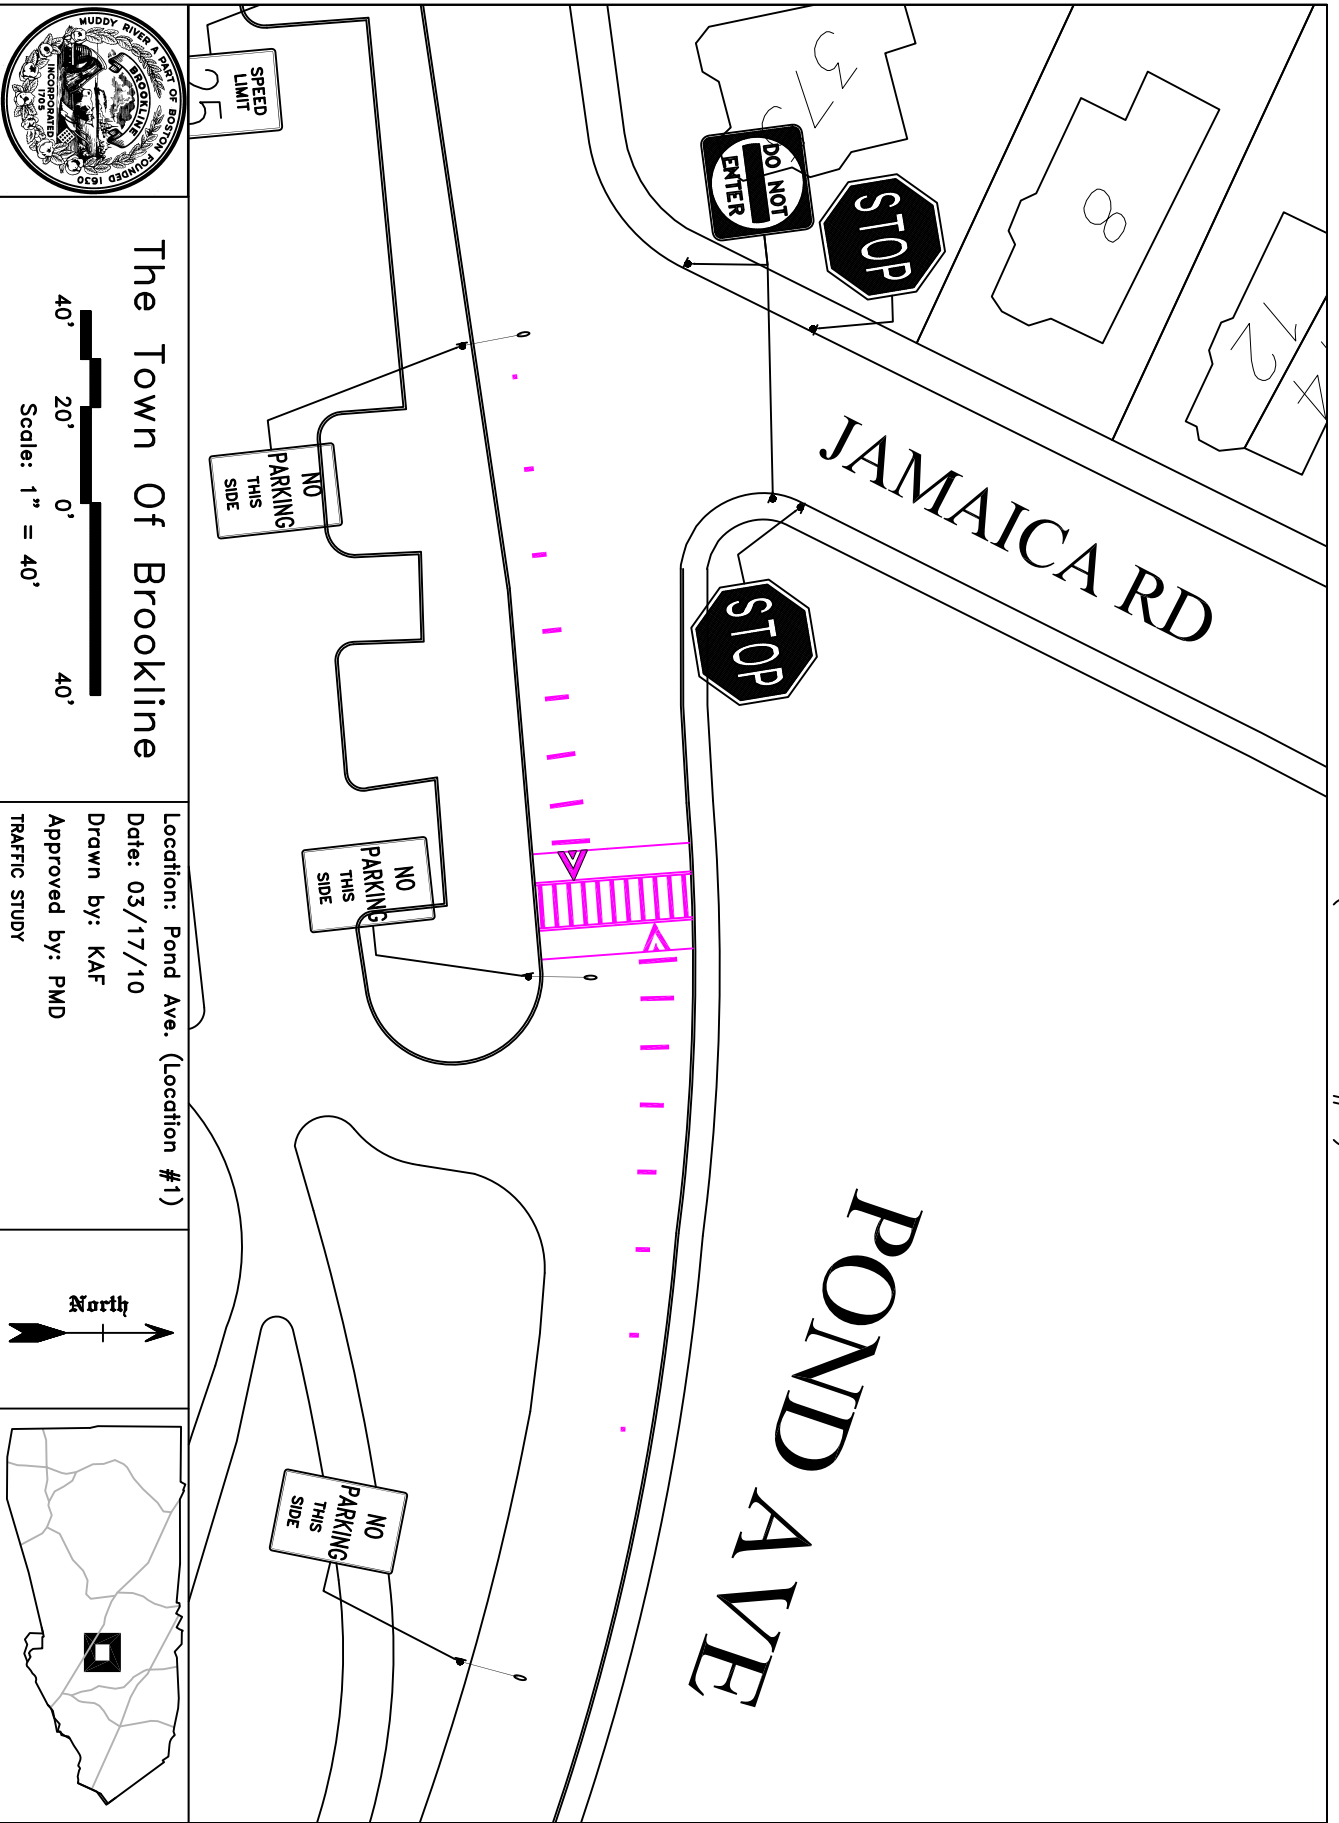 SPEED
LIMIT
25
NO
PARKING
THIS
SIDE
NO
PARKING
THIS
SIDE
NO
PARKING
THIS
SIDE
DO NOT
ENTER
STOP
STOP
37
8
12
4
JAMAICA RD
POND AVE
MUDDY RIVER A PART OF BOSTON FOUNDED 1630
BROOKLINE
INCORPORATED
1705
The Town Of Brookline
40' 20' 0' 40'
Scale: 1" = 40'
Location: Pond Ave. (Location #1)
Date: 03/17/10
Drawn by: KAF
Approved by: PMD
TRAFFIC STUDY
North